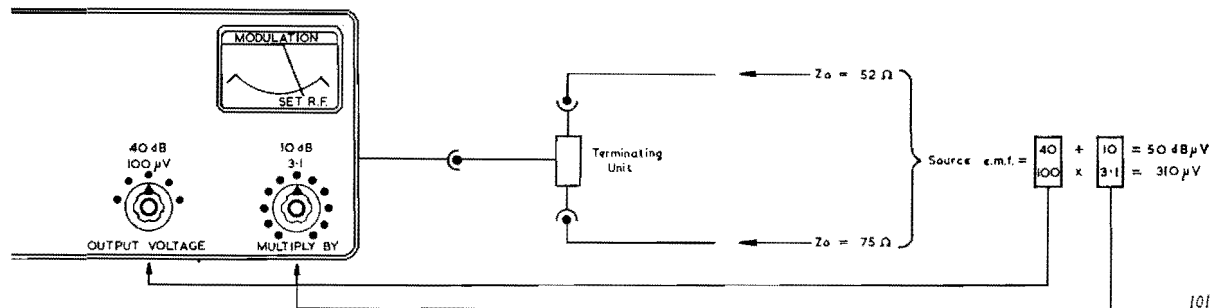 MODULATION
SET R.F.
40 dB
100 μV
OUTPUT VOLTAGE
10 dB
3·1
MULTIPLY BY
Terminating
Unit
Zo = 52 Ω
Zo = 75 Ω
Source e.m.f. = 40 + 10 = 50 dBμV
100 x 3·1 = 310 μV
101